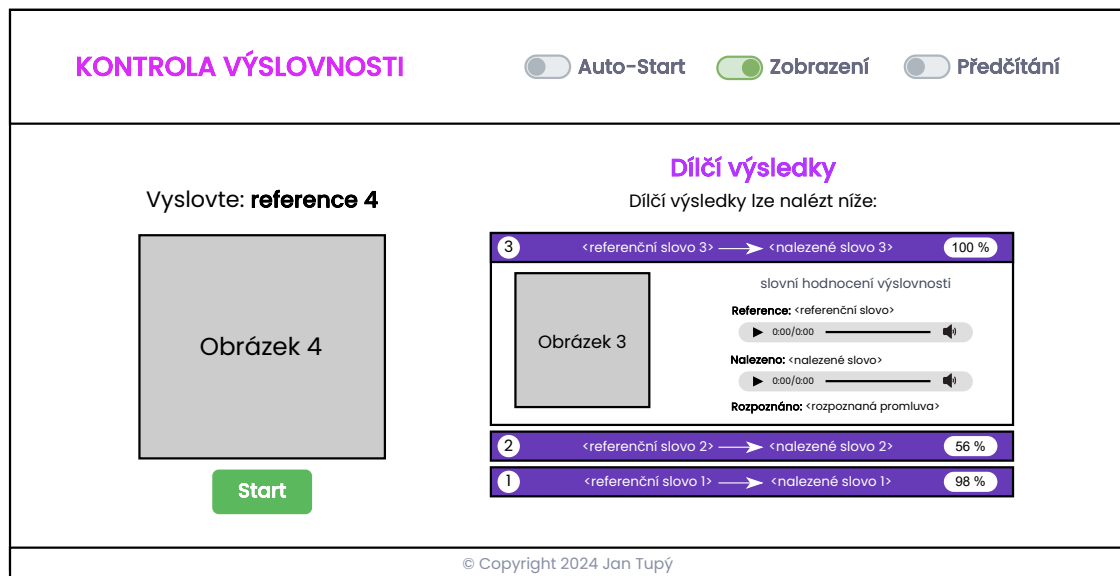 KONTROLA VÝSLOVNOSTI
Auto-Start
Zobrazení
Předčítání
Vyslovte: reference 4
Obrázek 4
Start
Dílčí výsledky
Dílčí výsledky lze nalézt níže:
3 <referenční slovo 3> <nalezené slovo 3> 100 %
Obrázek 3
slovní hodnocení výslovnosti
Reference: <referenční slovo>
0:00/0:00
Nalezeno: <nalezené slovo>
0:00/0:00
Rozpoznáno: <rozpoznaná promluva>
2 <referenční slovo 2> <nalezené slovo 2> 56 %
1 <referenční slovo 1> <nalezené slovo 1> 98 %
© Copyright 2024 Jan Tupý